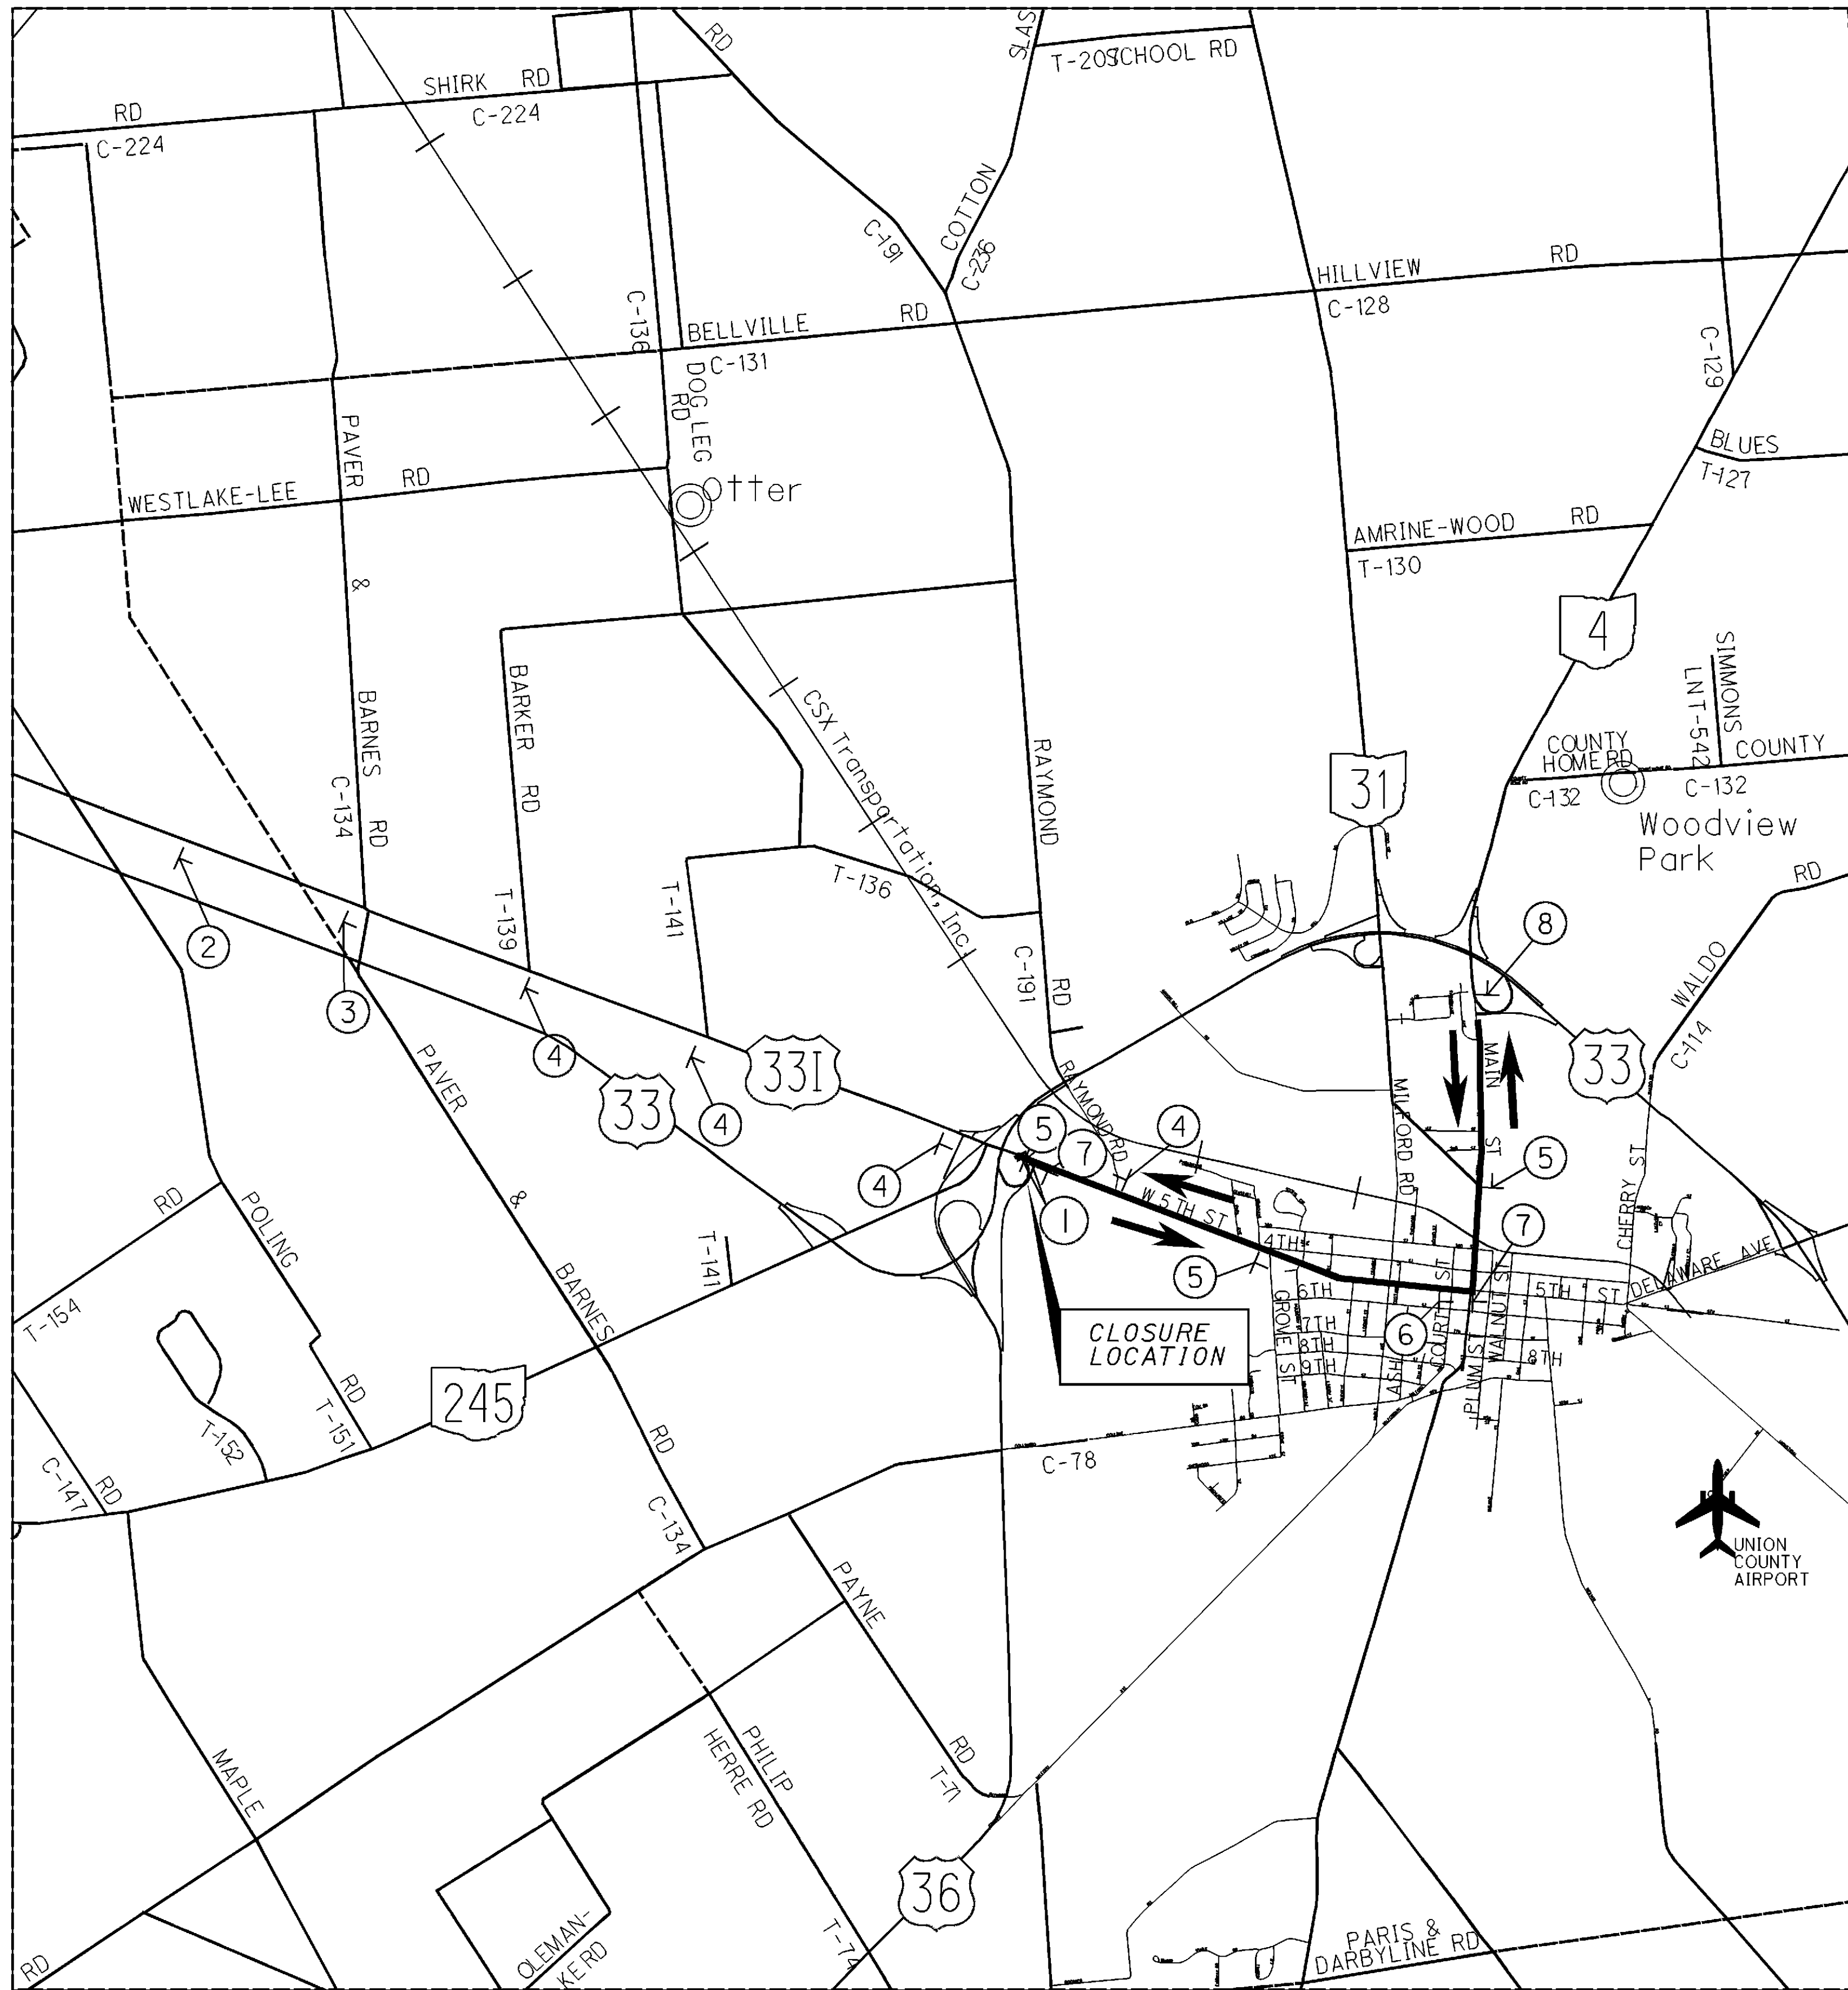 RD
SLAS
T-207
SCHOOL RD
SHIRK RD
RD
C-224
C-224
COTTON
C-191
C-236
HILLVIEW RD
C-128
C-136
BELLVILLE RD
C-131
C-129
DOG LEG
RD
PAVER
BLUES
T-127
WESTLAKE-LEE RD
Otter
AMRINE-WOOD RD
T-130
&
4
SIMMONS
LNT-542
BARKER RD
BARNES RD
CSX Transportation, Inc.
RAYMOND
COUNTY
HOME RD
COUNTY
C-132
C-132
31
C-134
Woodview
Park
RD
T-136
T-139
T-141
C-191
RD
2
3
8
WALDO
C-114
4
33I
33
33
4
PAVER
RAYMOND RD
MAIN
ST
MILFORD RD
5
7
4
5
4
1
W 5TH ST
7
CHERRY ST
RD
POLING
&
T-141
4TH
5
DELAWARE AVE
BARNES
6TH
5TH ST
T-154
GROVE ST
7TH
6
COURT ST
WALNUT ST
PLUM ST
CLOSURE
LOCATION
8TH
8TH
9TH
ASH
RD
T-151
245
T-152
RD
C-78
C-147
RD
C-134
UNION
COUNTY
AIRPORT
PAYNE
RD
T-71
PHILIP
HERRE RD
MAPLE
36
T-74
OLEMAN-
KE RD
PARIS &
DARBYLINE RD
RD